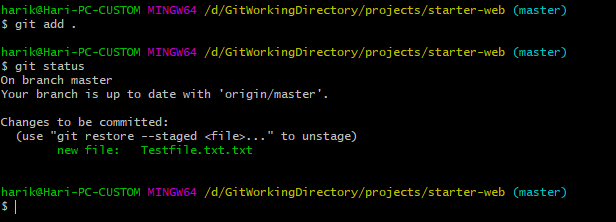 harik@Hari-PC-CUSTOM MINGW64 /d/GitWorkingDirectory/projects/starter-web (master)
$ git add .
harik@Hari-PC-CUSTOM MINGW64 /d/GitWorkingDirectory/projects/starter-web (master)
$ git status
On branch master
Your branch is up to date with 'origin/master'.
Changes to be committed:
  (use "git restore --staged <file>..." to unstage)
        new file:   Testfile.txt.txt
harik@Hari-PC-CUSTOM MINGW64 /d/GitWorkingDirectory/projects/starter-web (master)
$